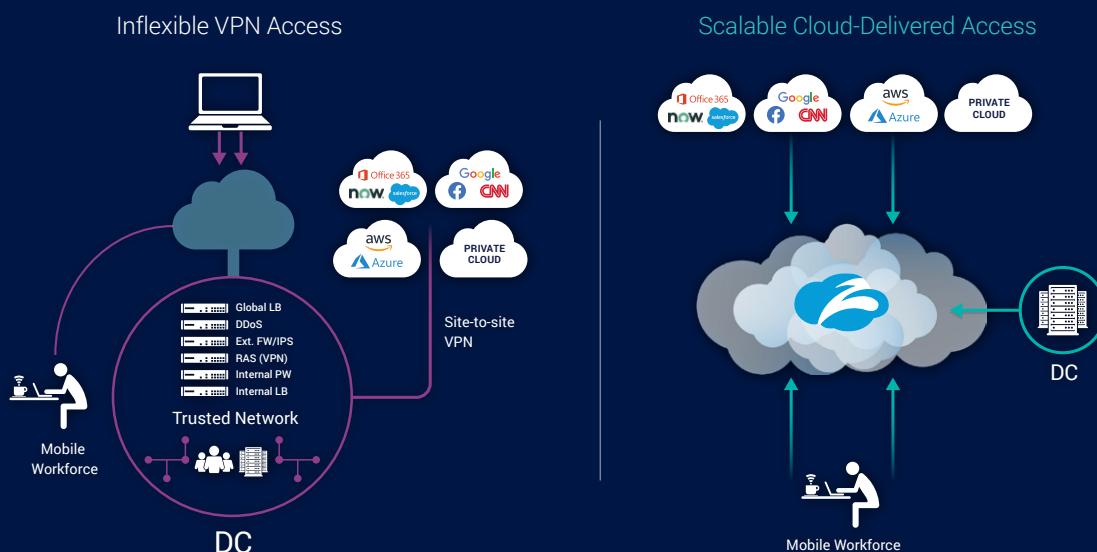 Inflexible VPN Access
Office 365
now.
salesforce
Google
f
CNN
aws
Azure
PRIVATE
CLOUD
Global LB
DDoS
Ext. FW/IPS
RAS (VPN)
Internal PW
Internal LB
Trusted Network
Site-to-site
VPN
Mobile
Workforce
DC
Scalable Cloud-Delivered Access
Office 365
now.
salesforce
Google
f
CNN
aws
Azure
PRIVATE
CLOUD
DC
Mobile Workforce